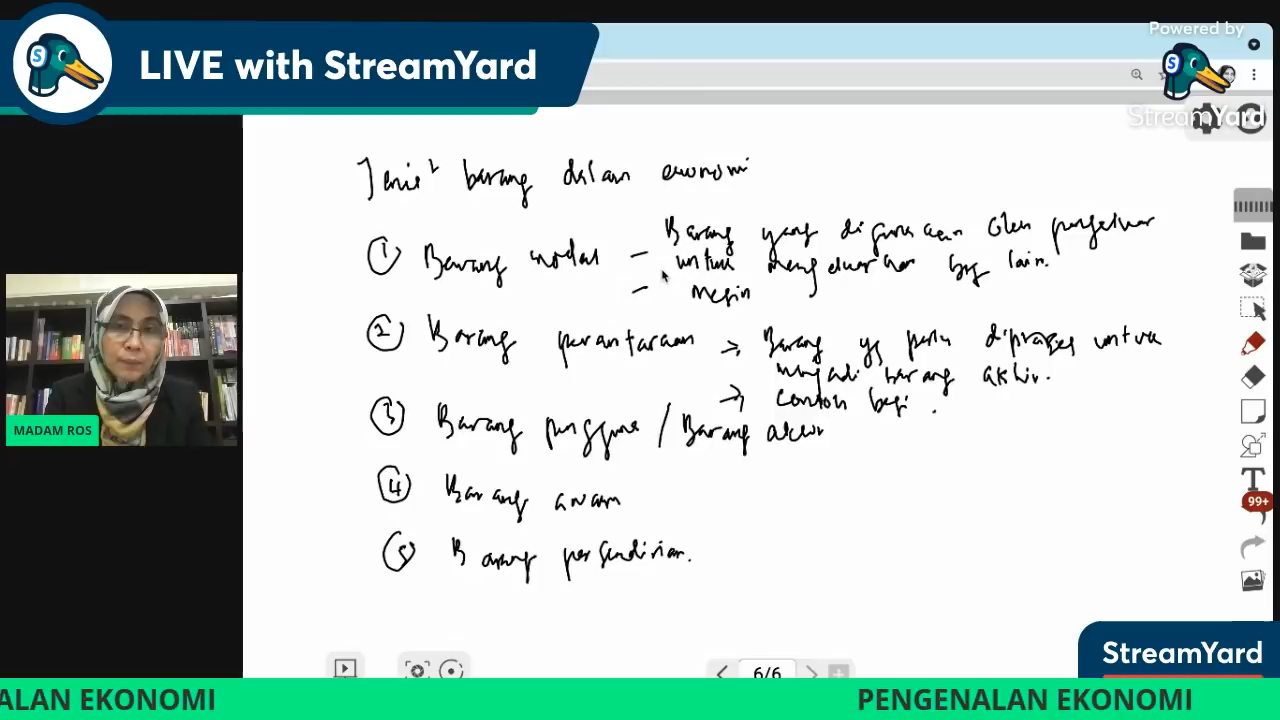 LIVE with StreamYard
Powered by
StreamYard
Jenis² barang dalam ekonomi
① Barang modal – Barang yang digunakan oleh pengeluar
untuk mengeluarkan brg lain.
– Mesin
② Barang perantaraan → Barang yg perlu diproses untuk
menjadi barang akhir.
→ Contoh besi.
③ Barang pengguna / Barang akhir
④ Barang awam
⑤ Barang persendirian.
MADAM ROS
T
99+
6/6
StreamYard
ALAN EKONOMI
PENGENALAN EKONOMI